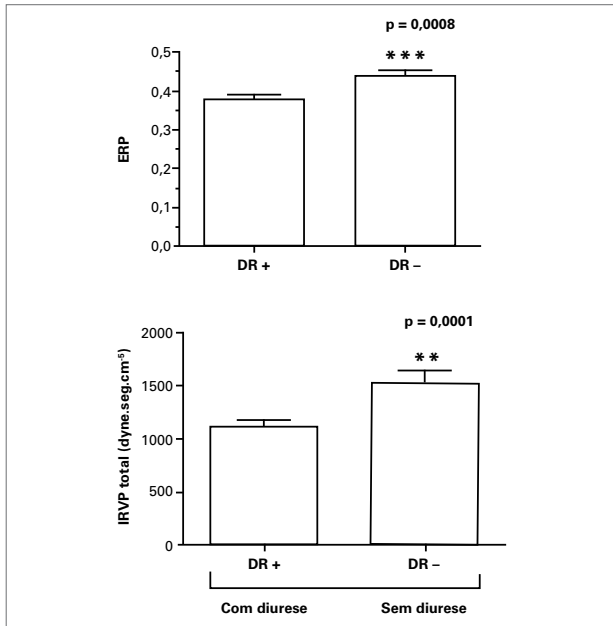 p = 0,0008
***
0,5
0,4
0,3
0,2
0,1
0,0
ERP
DR +
DR –
p = 0,0001
**
2000
1500
1000
500
0
IRVP total (dyne.seg.cm⁻⁵)
DR +
DR –
Com diurese
Sem diurese